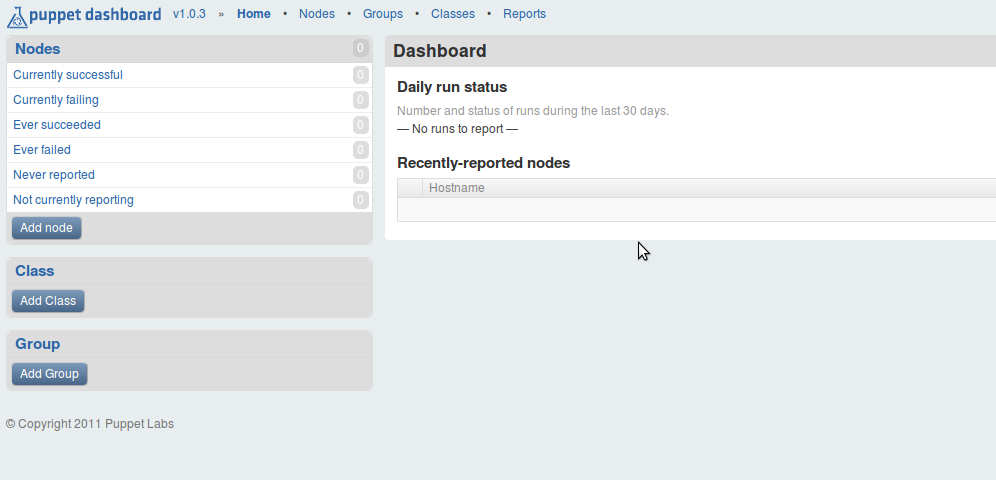 puppet dashboard v1.0.3 » Home • Nodes • Groups • Classes • Reports
Nodes 0
Currently successful 0
Currently failing 0
Ever succeeded 0
Ever failed 0
Never reported 0
Not currently reporting 0
Add node
Class
Add Class
Group
Add Group
© Copyright 2011 Puppet Labs
Dashboard
Daily run status
Number and status of runs during the last 30 days.
— No runs to report —
Recently-reported nodes
Hostname